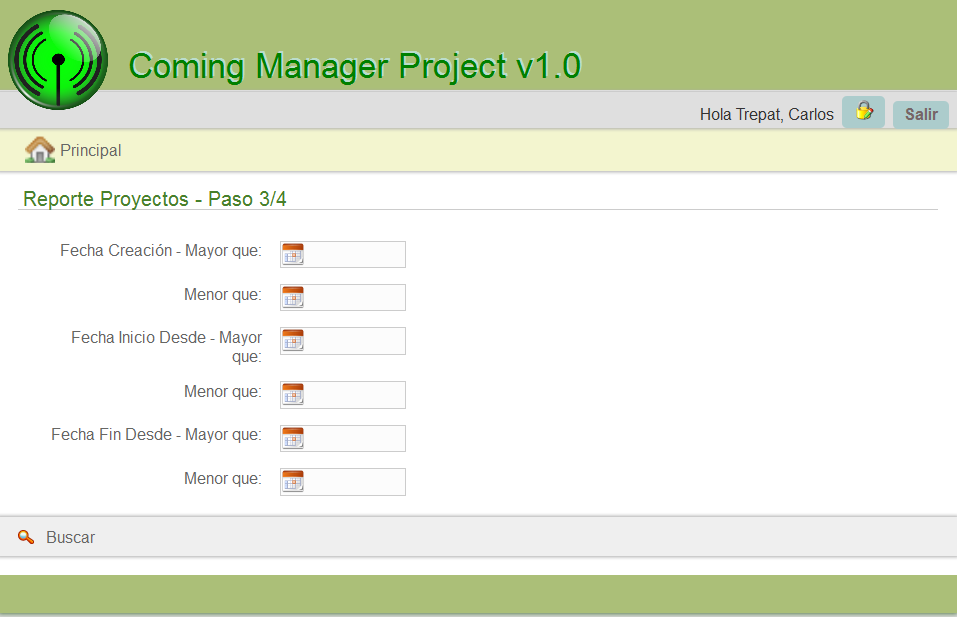 Coming Manager Project v1.0
Hola Trepat, Carlos
Salir
Principal
Reporte Proyectos - Paso 3/4
Fecha Creación - Mayor que:
Menor que:
Fecha Inicio Desde - Mayor
que:
Menor que:
Fecha Fin Desde - Mayor que:
Menor que:
Buscar